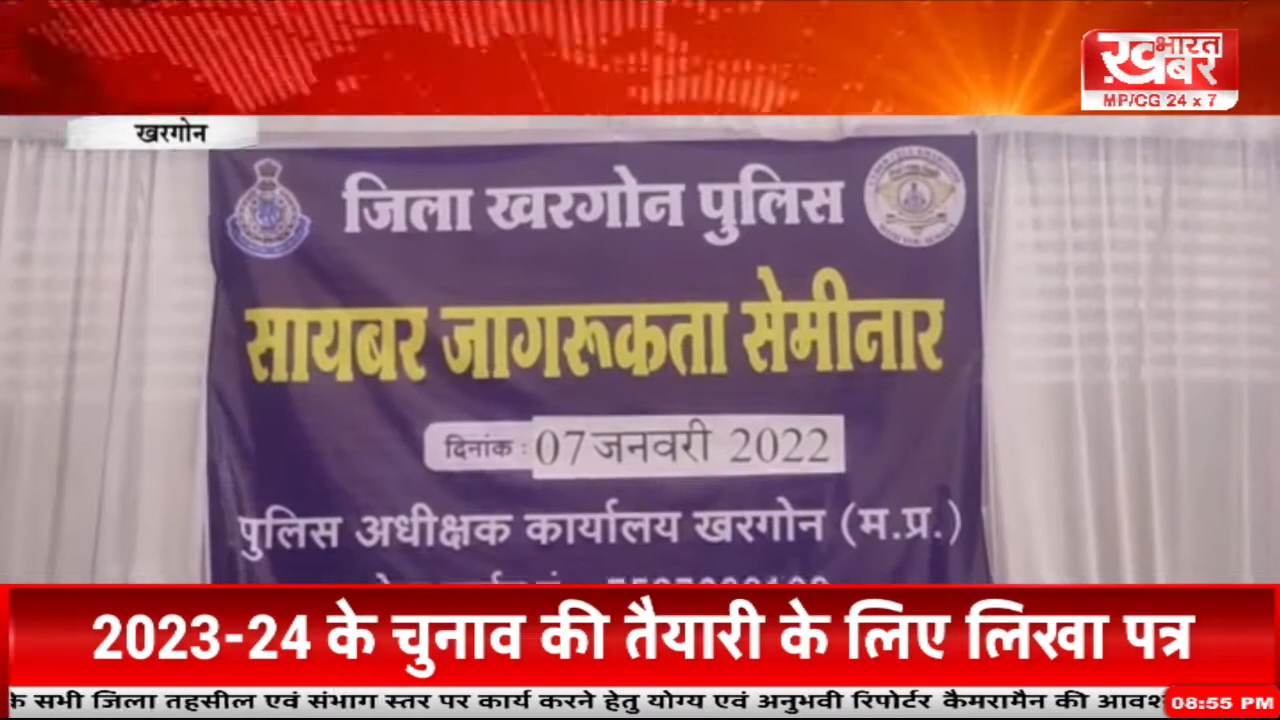 भारत
ख़बर
MP/CG 24 x 7
खरगोन
जिला खरगोन पुलिस
सायबर जागरूकता सेमीनार
दिनांक : 07 जनवरी 2022
पुलिस अधीक्षक कार्यालय खरगोन (म.प्र.)
2023-24 के चुनाव की तैयारी के लिए लिखा पत्र
के सभी जिला तहसील एवं संभाग स्तर पर कार्य करने हेतु योग्य एवं अनुभवी रिपोर्टर कैमरामैन की
08:55 PM